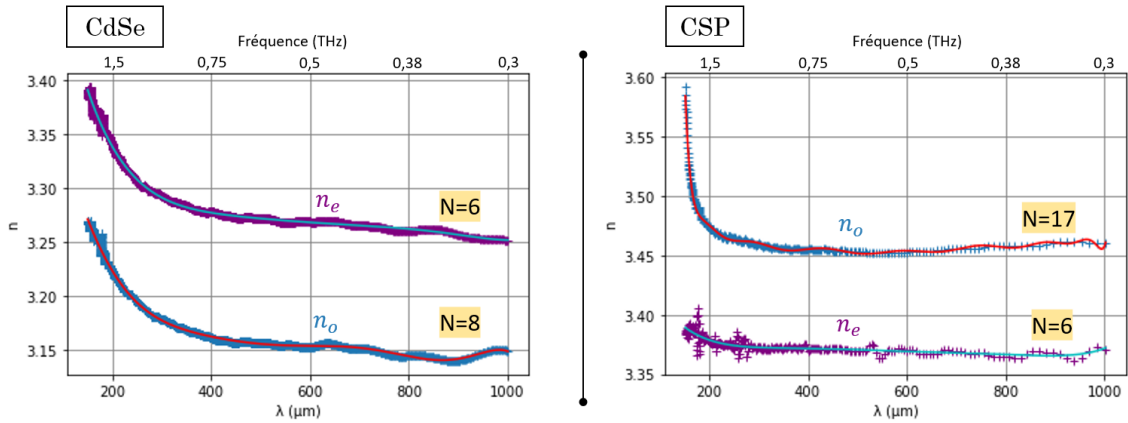 CdSe
Fréquence (THz)
1,5 0,75 0,5 0,38 0,3
3.40
3.35
3.30
3.25
3.20
3.15
n
n_e
N=6
n_o
N=8
200 400 600 800 1000
λ (μm)
CSP
Fréquence (THz)
1,5 0,75 0,5 0,38 0,3
3.60
3.55
3.50
3.45
3.40
3.35
n
N=17
n_o
n_e
N=6
200 400 600 800 1000
λ (μm)